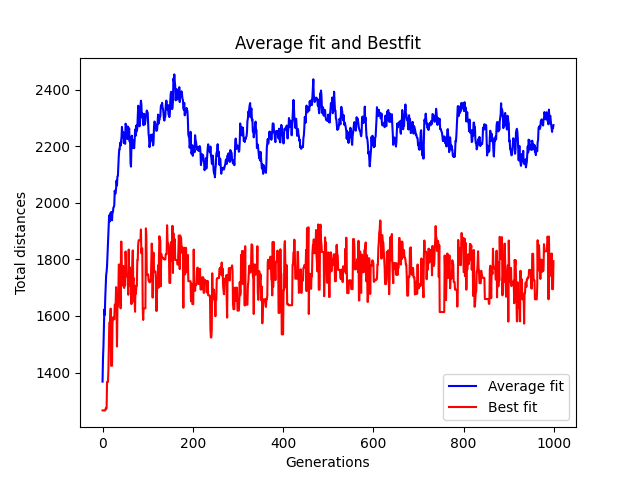 Average fit and Bestfit
Total distances
2400
2200
2000
1800
1600
1400
0
200
400
600
800
1000
Generations
Average fit
Best fit